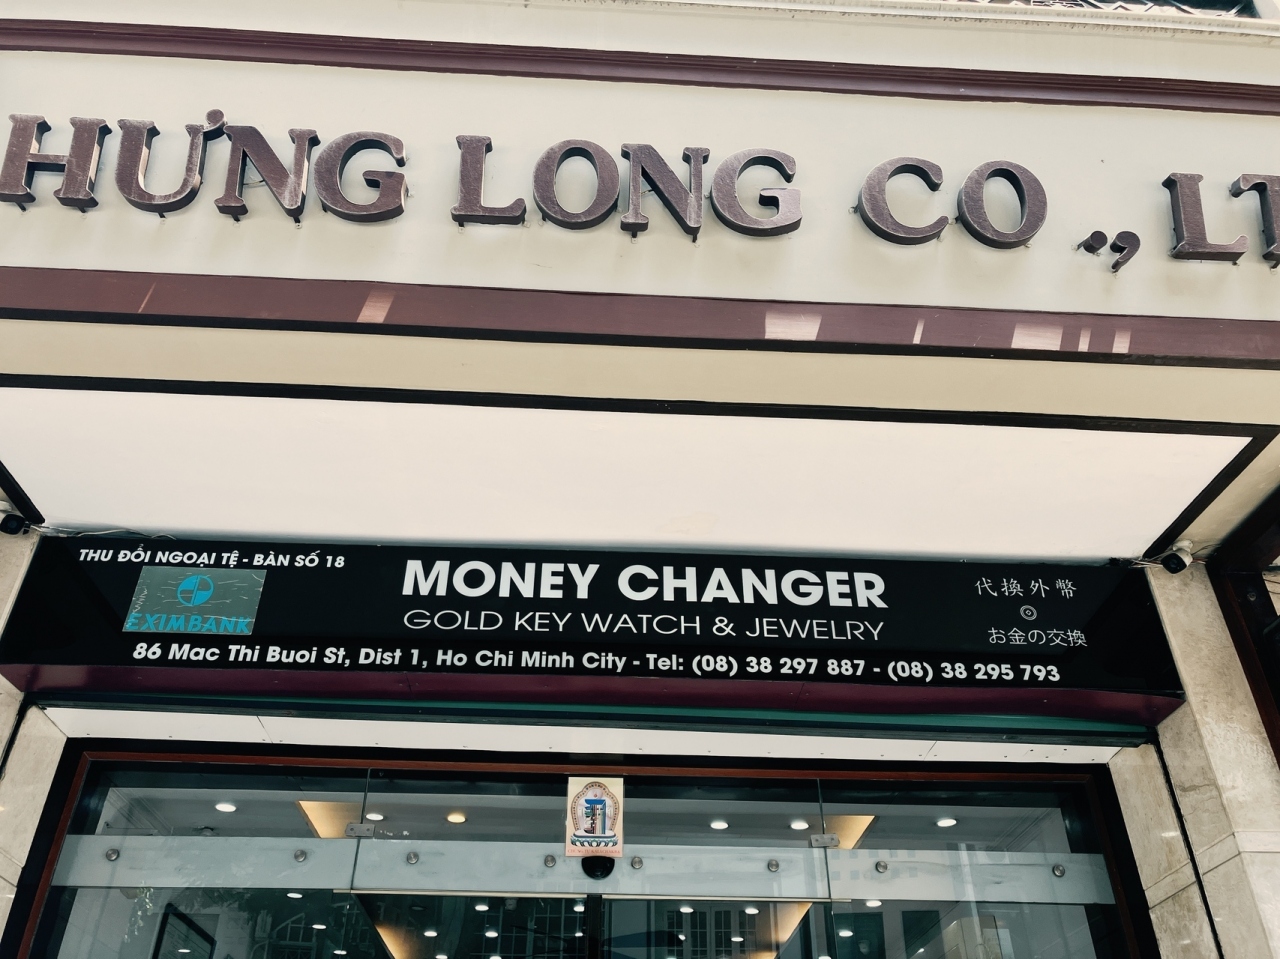 HƯNG LONG CO., LT
THU ĐỔI NGOẠI TỆ - BÀN SỐ 18
EXIMBANK
MONEY CHANGER
GOLD KEY WATCH & JEWELRY
代換外幣
お金の交換
86 Mac Thi Buoi St, Dist 1, Ho Chi Minh City - Tel: (08) 38 297 887 - (08) 38 295 793